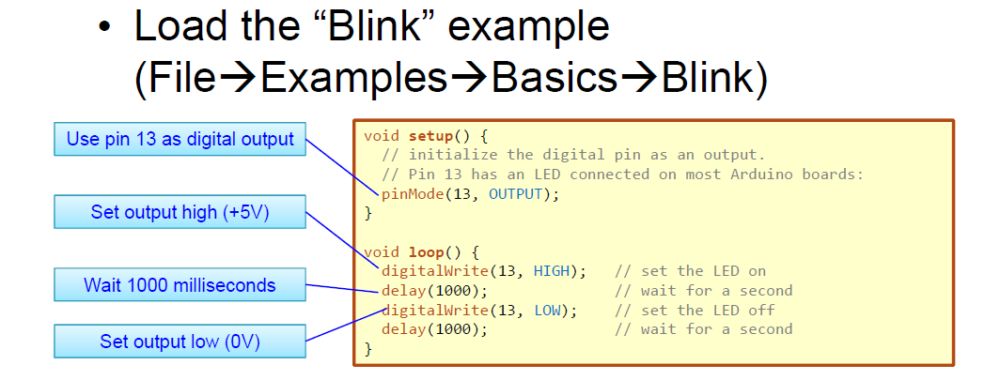 • Load the “Blink” example
(File→Examples→Basics→Blink)
Use pin 13 as digital output
Set output high (+5V)
Wait 1000 milliseconds
Set output low (0V)
void setup() {
  // initialize the digital pin as an output.
  // Pin 13 has an LED connected on most Arduino boards:
  pinMode(13, OUTPUT);
}
void loop() {
  digitalWrite(13, HIGH);   // set the LED on
  delay(1000);              // wait for a second
  digitalWrite(13, LOW);    // set the LED off
  delay(1000);              // wait for a second
}